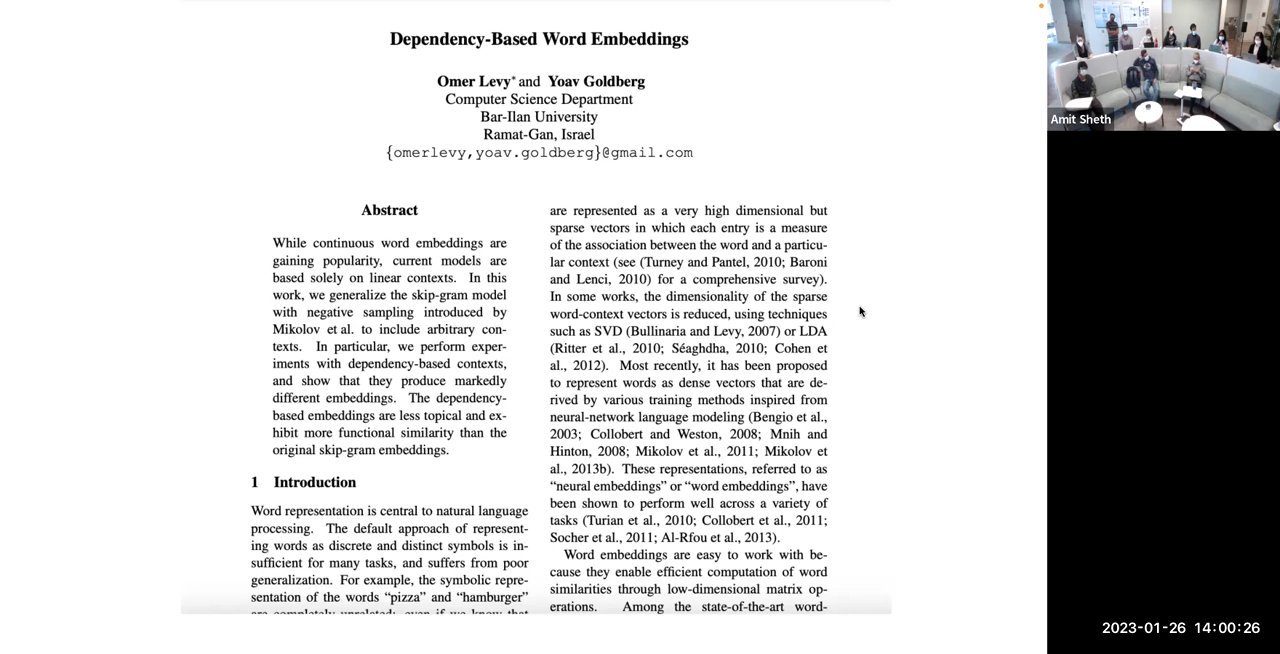 Dependency-Based Word Embeddings
Omer Levy* and Yoav Goldberg
Computer Science Department
Bar-Ilan University
Ramat-Gan, Israel
{omerlevy,yoav.goldberg}@gmail.com
Abstract
While continuous word embeddings are
gaining popularity, current models are
based solely on linear contexts. In this
work, we generalize the skip-gram model
with negative sampling introduced by
Mikolov et al. to include arbitrary con-
texts. In particular, we perform exper-
iments with dependency-based contexts,
and show that they produce markedly
different embeddings. The dependency-
based embeddings are less topical and ex-
hibit more functional similarity than the
original skip-gram embeddings.
1 Introduction
Word representation is central to natural language
processing. The default approach of represent-
ing words as discrete and distinct symbols is in-
sufficient for many tasks, and suffers from poor
generalization. For example, the symbolic repre-
sentation of the words “pizza” and “hamburger”
are completely unrelated: even if we know that
are represented as a very high dimensional but
sparse vectors in which each entry is a measure
of the association between the word and a particu-
lar context (see (Turney and Pantel, 2010; Baroni
and Lenci, 2010) for a comprehensive survey).
In some works, the dimensionality of the sparse
word-context vectors is reduced, using techniques
such as SVD (Bullinaria and Levy, 2007) or LDA
(Ritter et al., 2010; Séaghdha, 2010; Cohen et
al., 2012). Most recently, it has been proposed
to represent words as dense vectors that are de-
rived by various training methods inspired from
neural-network language modeling (Bengio et al.,
2003; Collobert and Weston, 2008; Mnih and
Hinton, 2008; Mikolov et al., 2011; Mikolov et
al., 2013b). These representations, referred to as
“neural embeddings” or “word embeddings”, have
been shown to perform well across a variety of
tasks (Turian et al., 2010; Collobert et al., 2011;
Socher et al., 2011; Al-Rfou et al., 2013).
Word embeddings are easy to work with be-
cause they enable efficient computation of word
similarities through low-dimensional matrix op-
erations. Among the state-of-the-art word-
Amit Sheth
2023-01-26 14:00:26